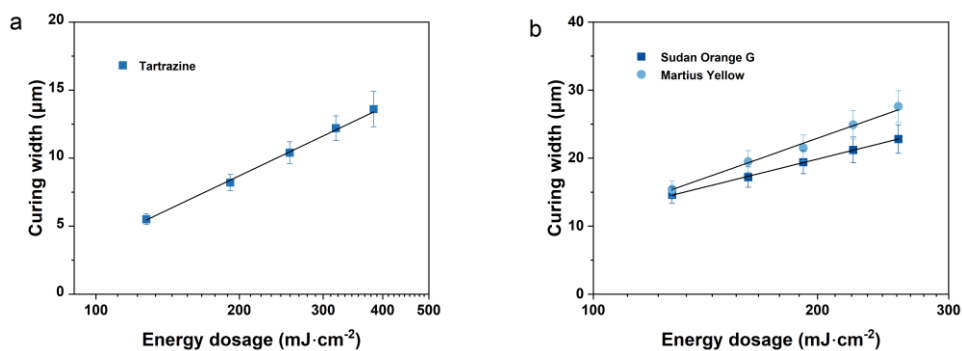 a
20
15
10
5
0
Curing width (μm)
Tartrazine
100 200 300 400 500
Energy dosage (mJ·cm⁻²)
b
40
30
20
10
0
Curing width (μm)
Sudan Orange G
Martius Yellow
100 200 300
Energy dosage (mJ·cm⁻²)